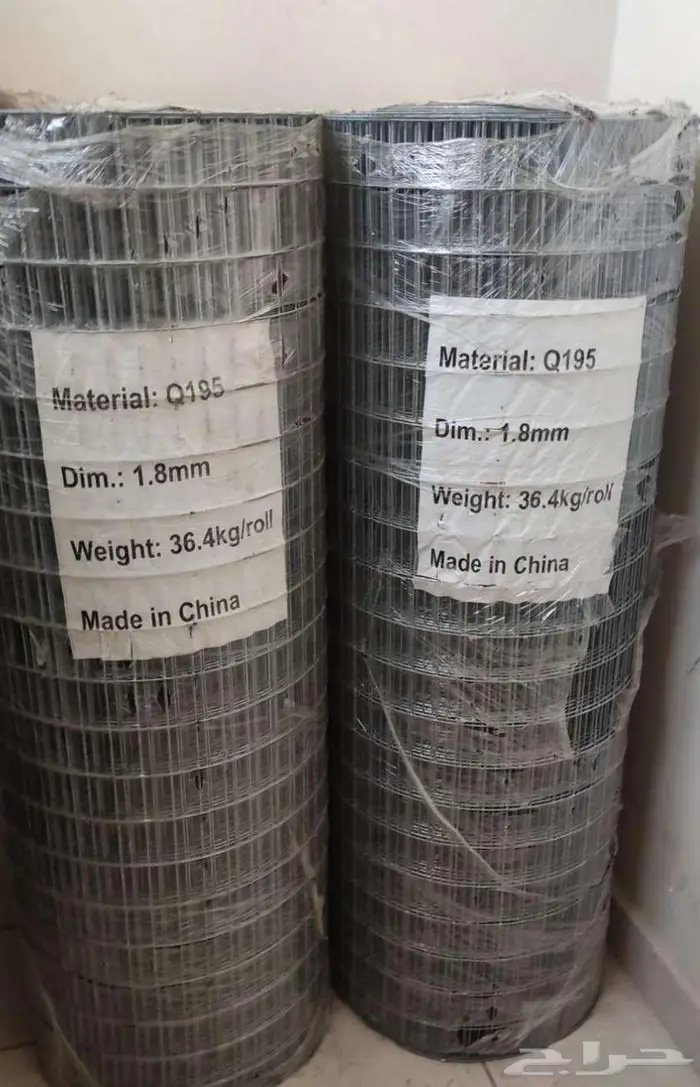 Material: Q195
Dim.: 1.8mm
Weight: 36.4kg/roll
Made in China
Material: Q195
Dim.: 1.8mm
Weight: 36.4kg/roll
Made in China
حراج